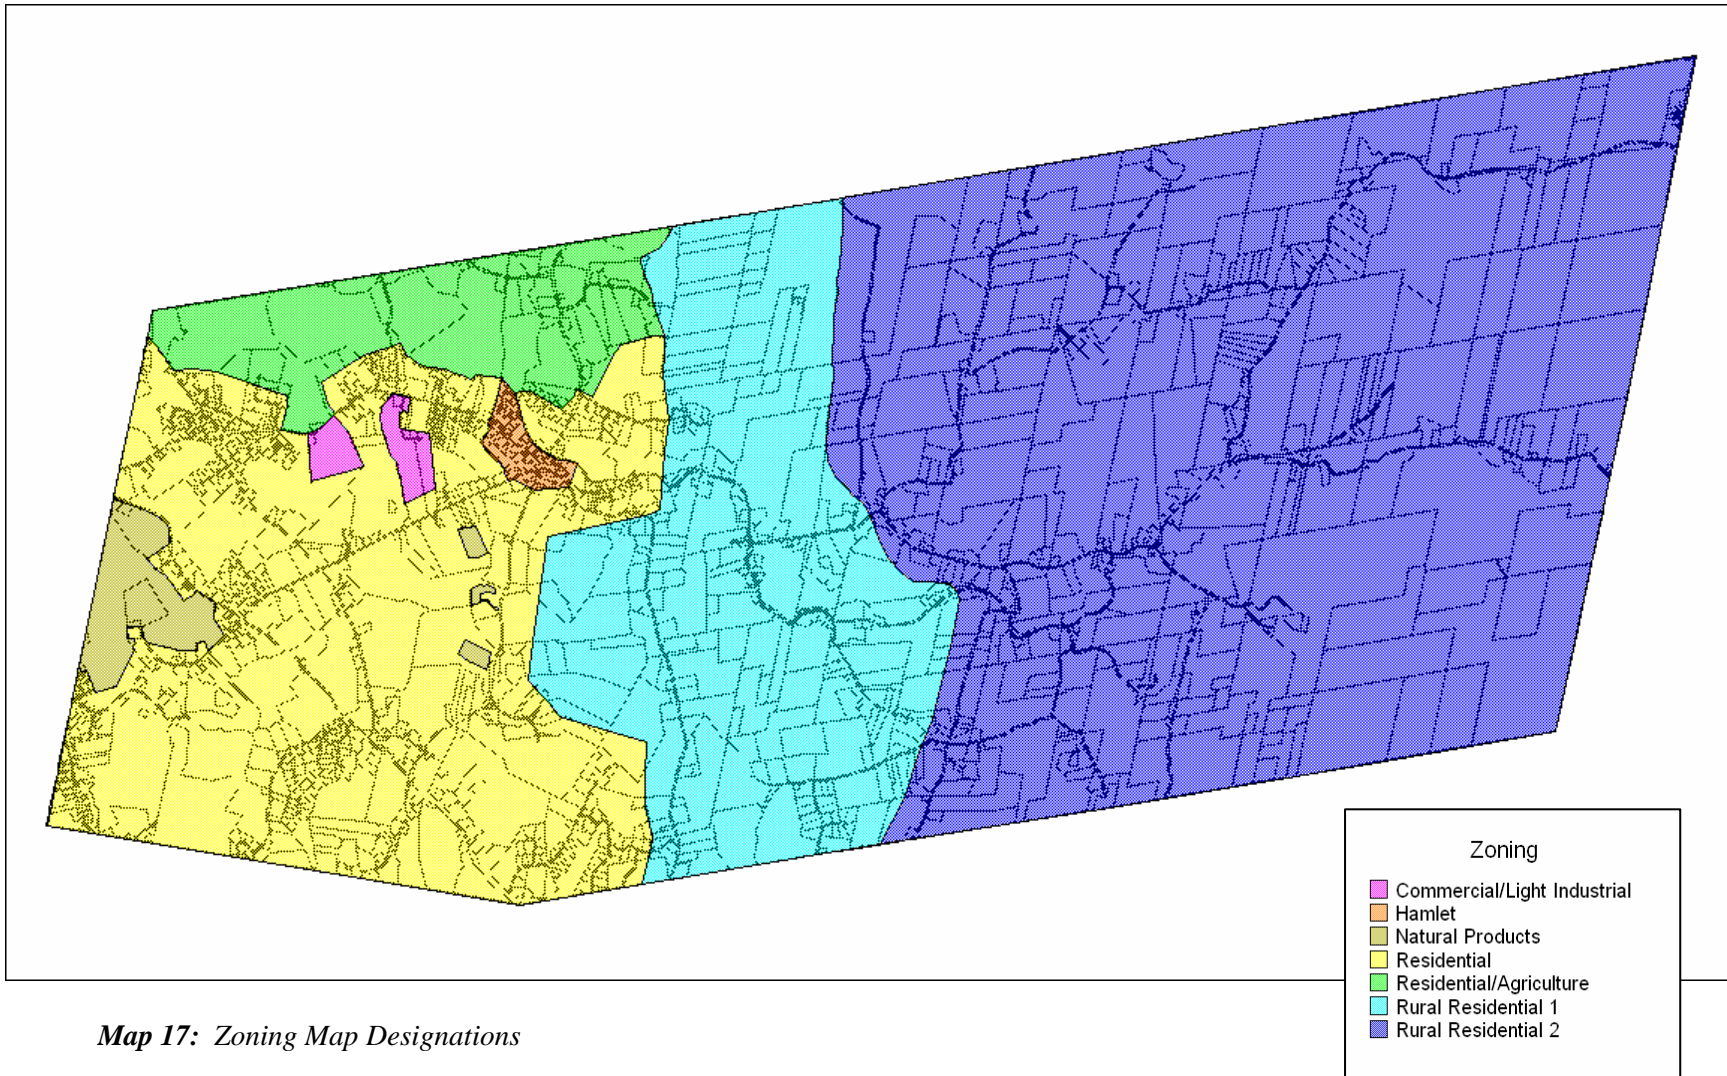 Zoning
Commercial/Light Industrial
Hamlet
Natural Products
Residential
Residential/Agriculture
Rural Residential 1
Rural Residential 2
Map 17: Zoning Map Designations